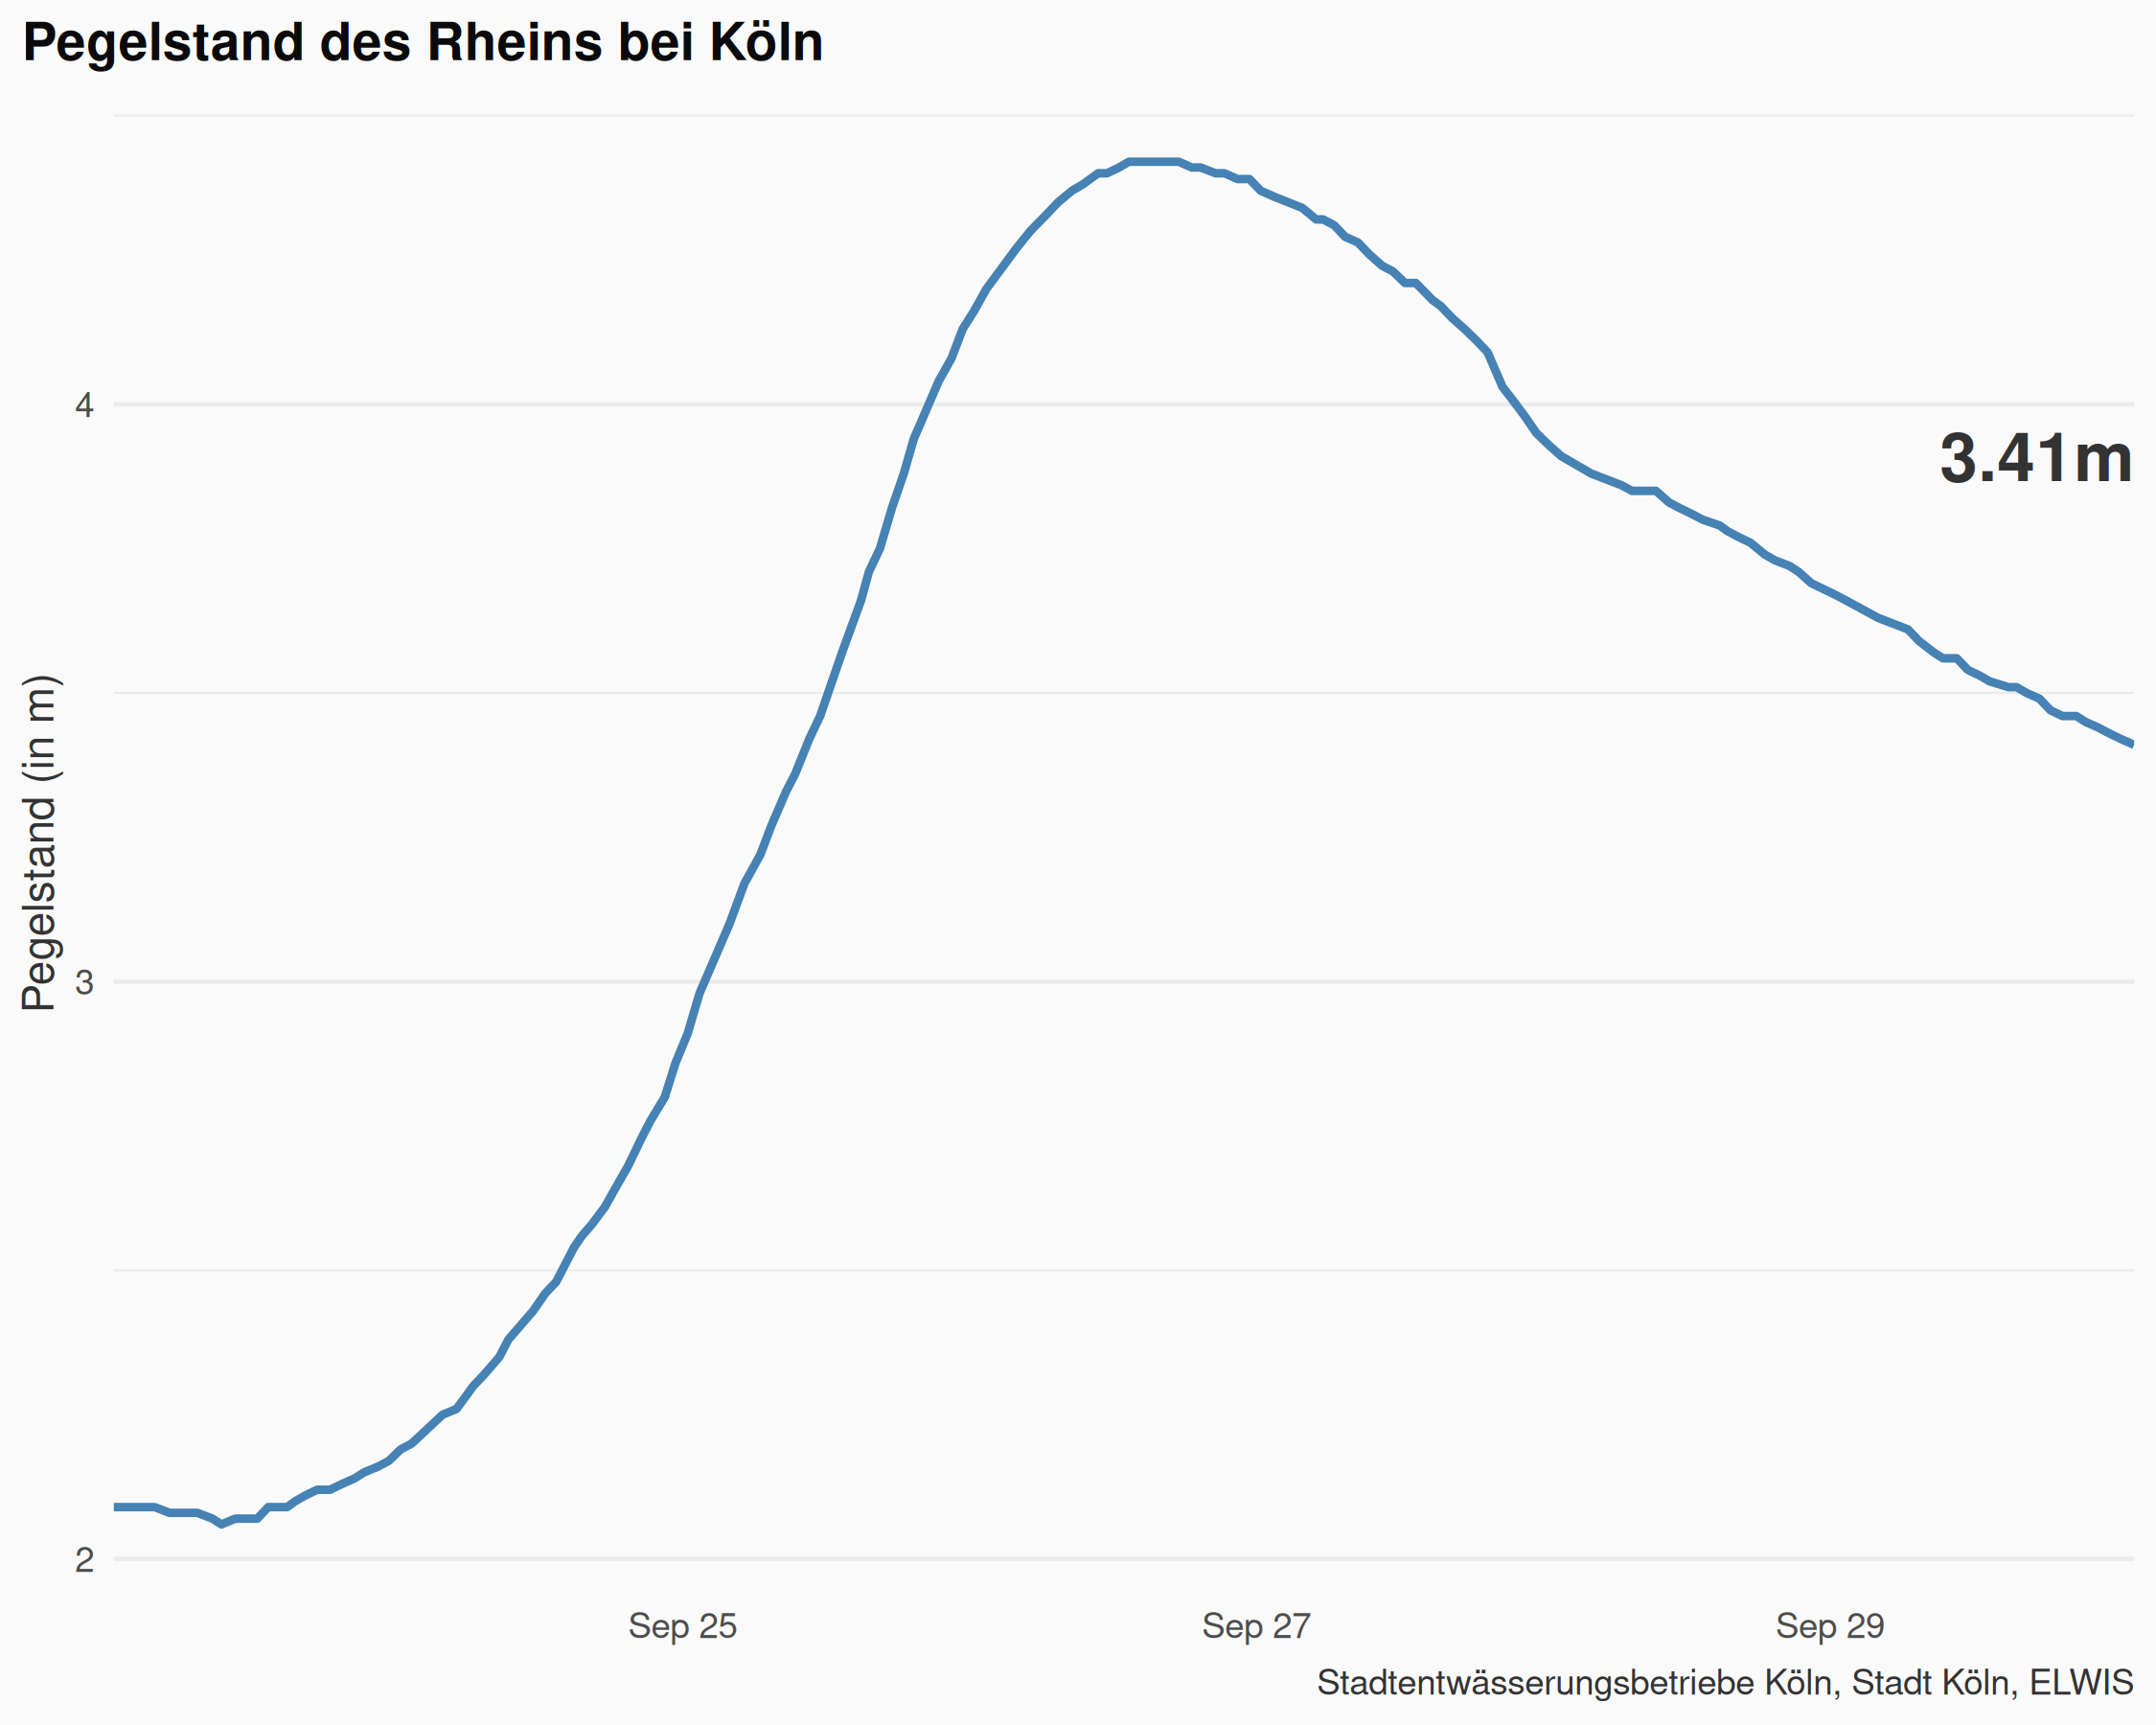 Pegelstand des Rheins bei Köln
Pegelstand (in m)
4
3
2
3.41m
Sep 25
Sep 27
Sep 29
Stadtentwässerungsbetriebe Köln, Stadt Köln, ELWIS